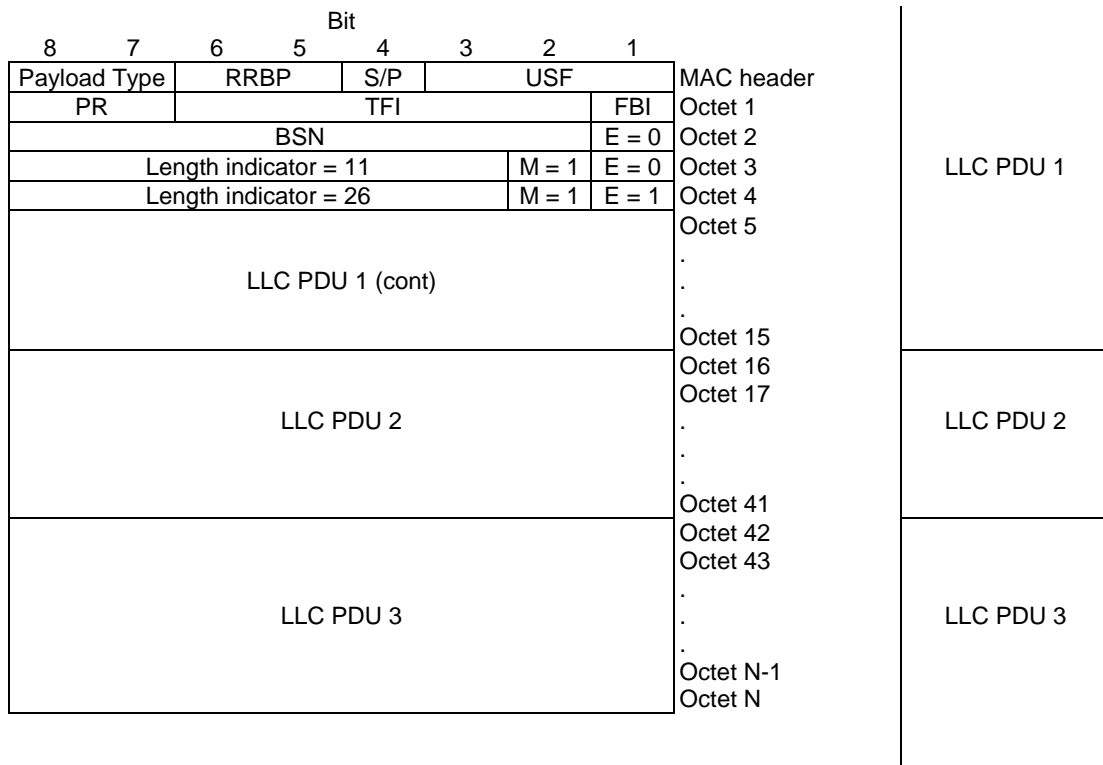 Bit
8 7 6 5 4 3 2 1
Payload Type RRBP S/P USF MAC header
PR TFI FBI Octet 1
BSN E = 0 Octet 2
Length indicator = 11 M = 1 E = 0 Octet 3 LLC PDU 1
Length indicator = 26 M = 1 E = 1 Octet 4
Octet 5
.
LLC PDU 1 (cont) .
.
Octet 15
Octet 16
Octet 17
LLC PDU 2 . LLC PDU 2
.
.
Octet 41
Octet 42
Octet 43
.
LLC PDU 3 . LLC PDU 3
.
Octet N-1
Octet N